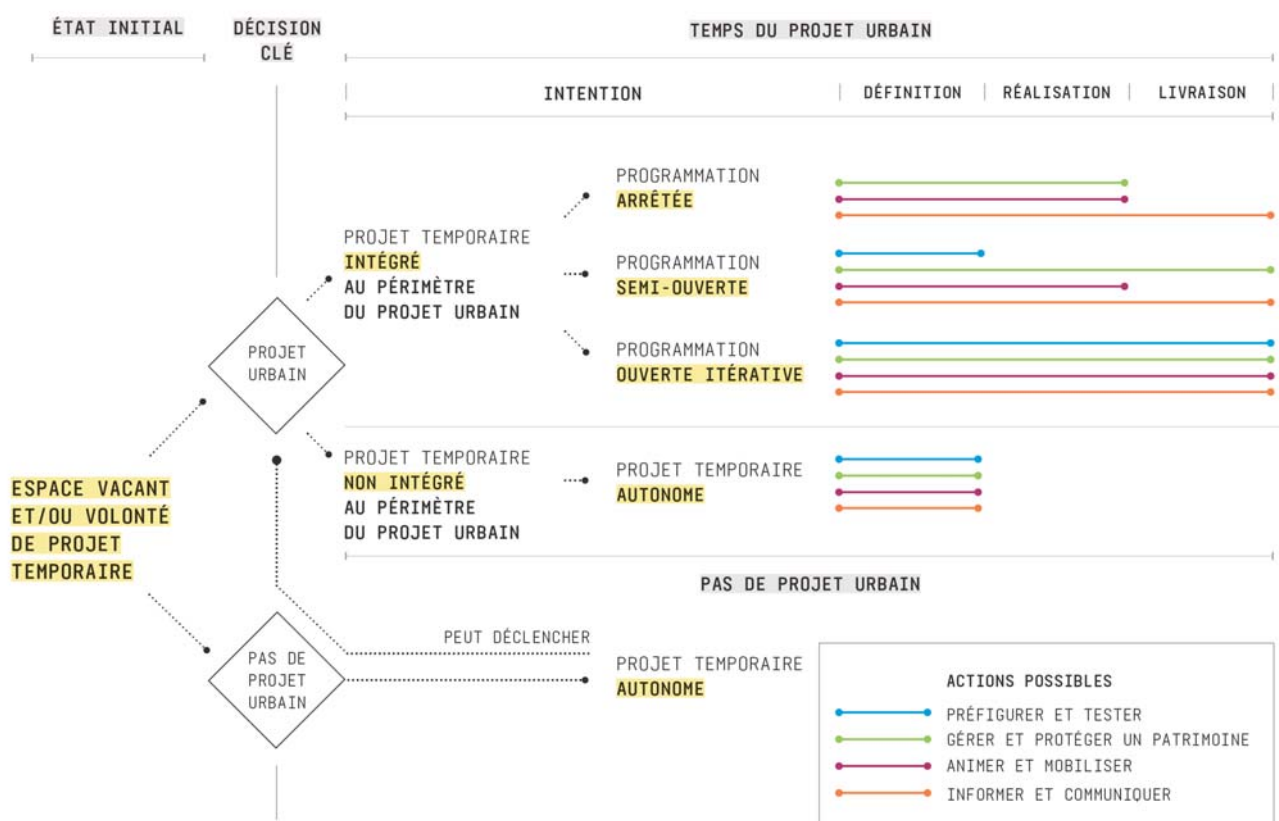 ÉTAT INITIAL
DÉCISION
CLÉ
TEMPS DU PROJET URBAIN
INTENTION
DÉFINITION
RÉALISATION
LIVRAISON
PROGRAMMATION
ARRÊTÉE
PROJET TEMPORAIRE
INTÉGRÉ
AU PÉRIMÈTRE
DU PROJET URBAIN
PROGRAMMATION
SEMI-OUVERTE
PROJET
URBAIN
PROGRAMMATION
OUVERTE ITÉRATIVE
PROJET TEMPORAIRE
NON INTÉGRÉ
AU PÉRIMÈTRE
DU PROJET URBAIN
PROJET TEMPORAIRE
AUTONOME
ESPACE VACANT
ET/OU VOLONTÉ
DE PROJET
TEMPORAIRE
PAS DE PROJET URBAIN
PEUT DÉCLENCHER
PAS DE
PROJET
URBAIN
PROJET TEMPORAIRE
AUTONOME
ACTIONS POSSIBLES
PRÉFIGURER ET TESTER
GÉRER ET PROTÉGER UN PATRIMOINE
ANIMER ET MOBILISER
INFORMER ET COMMUNIQUER